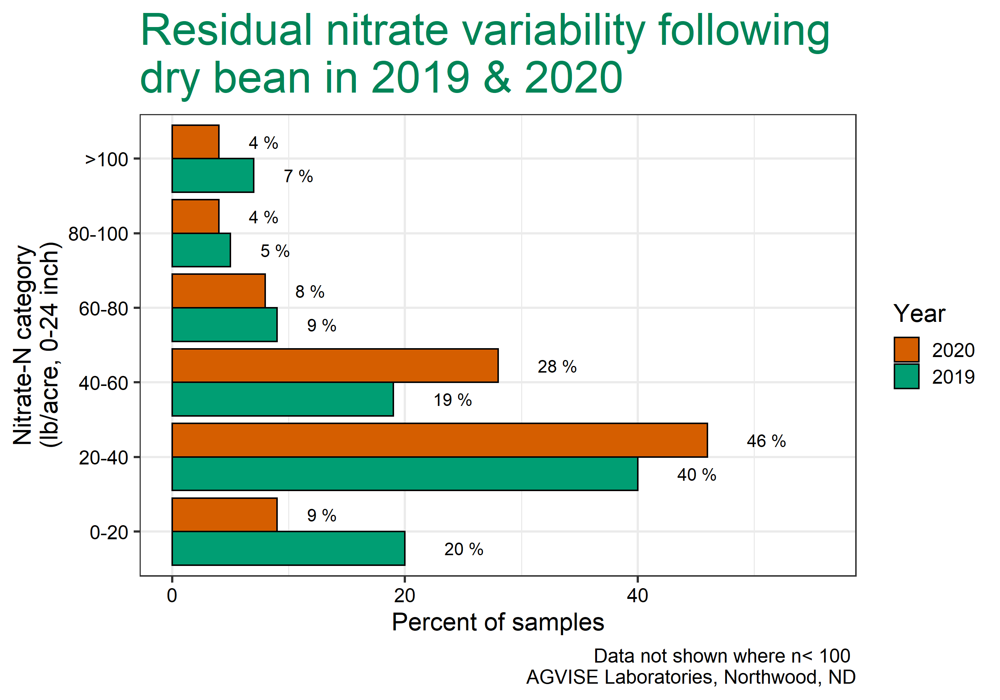 Residual nitrate variability following
dry bean in 2019 & 2020
Nitrate-N category
(lb/acre, 0-24 inch)
>100
4 %
7 %
80-100
4 %
5 %
60-80
8 %
9 %
40-60
28 %
19 %
20-40
46 %
40 %
0-20
9 %
20 %
0
20
40
Percent of samples
Year
2020
2019
Data not shown where n< 100
AGVISE Laboratories, Northwood, ND